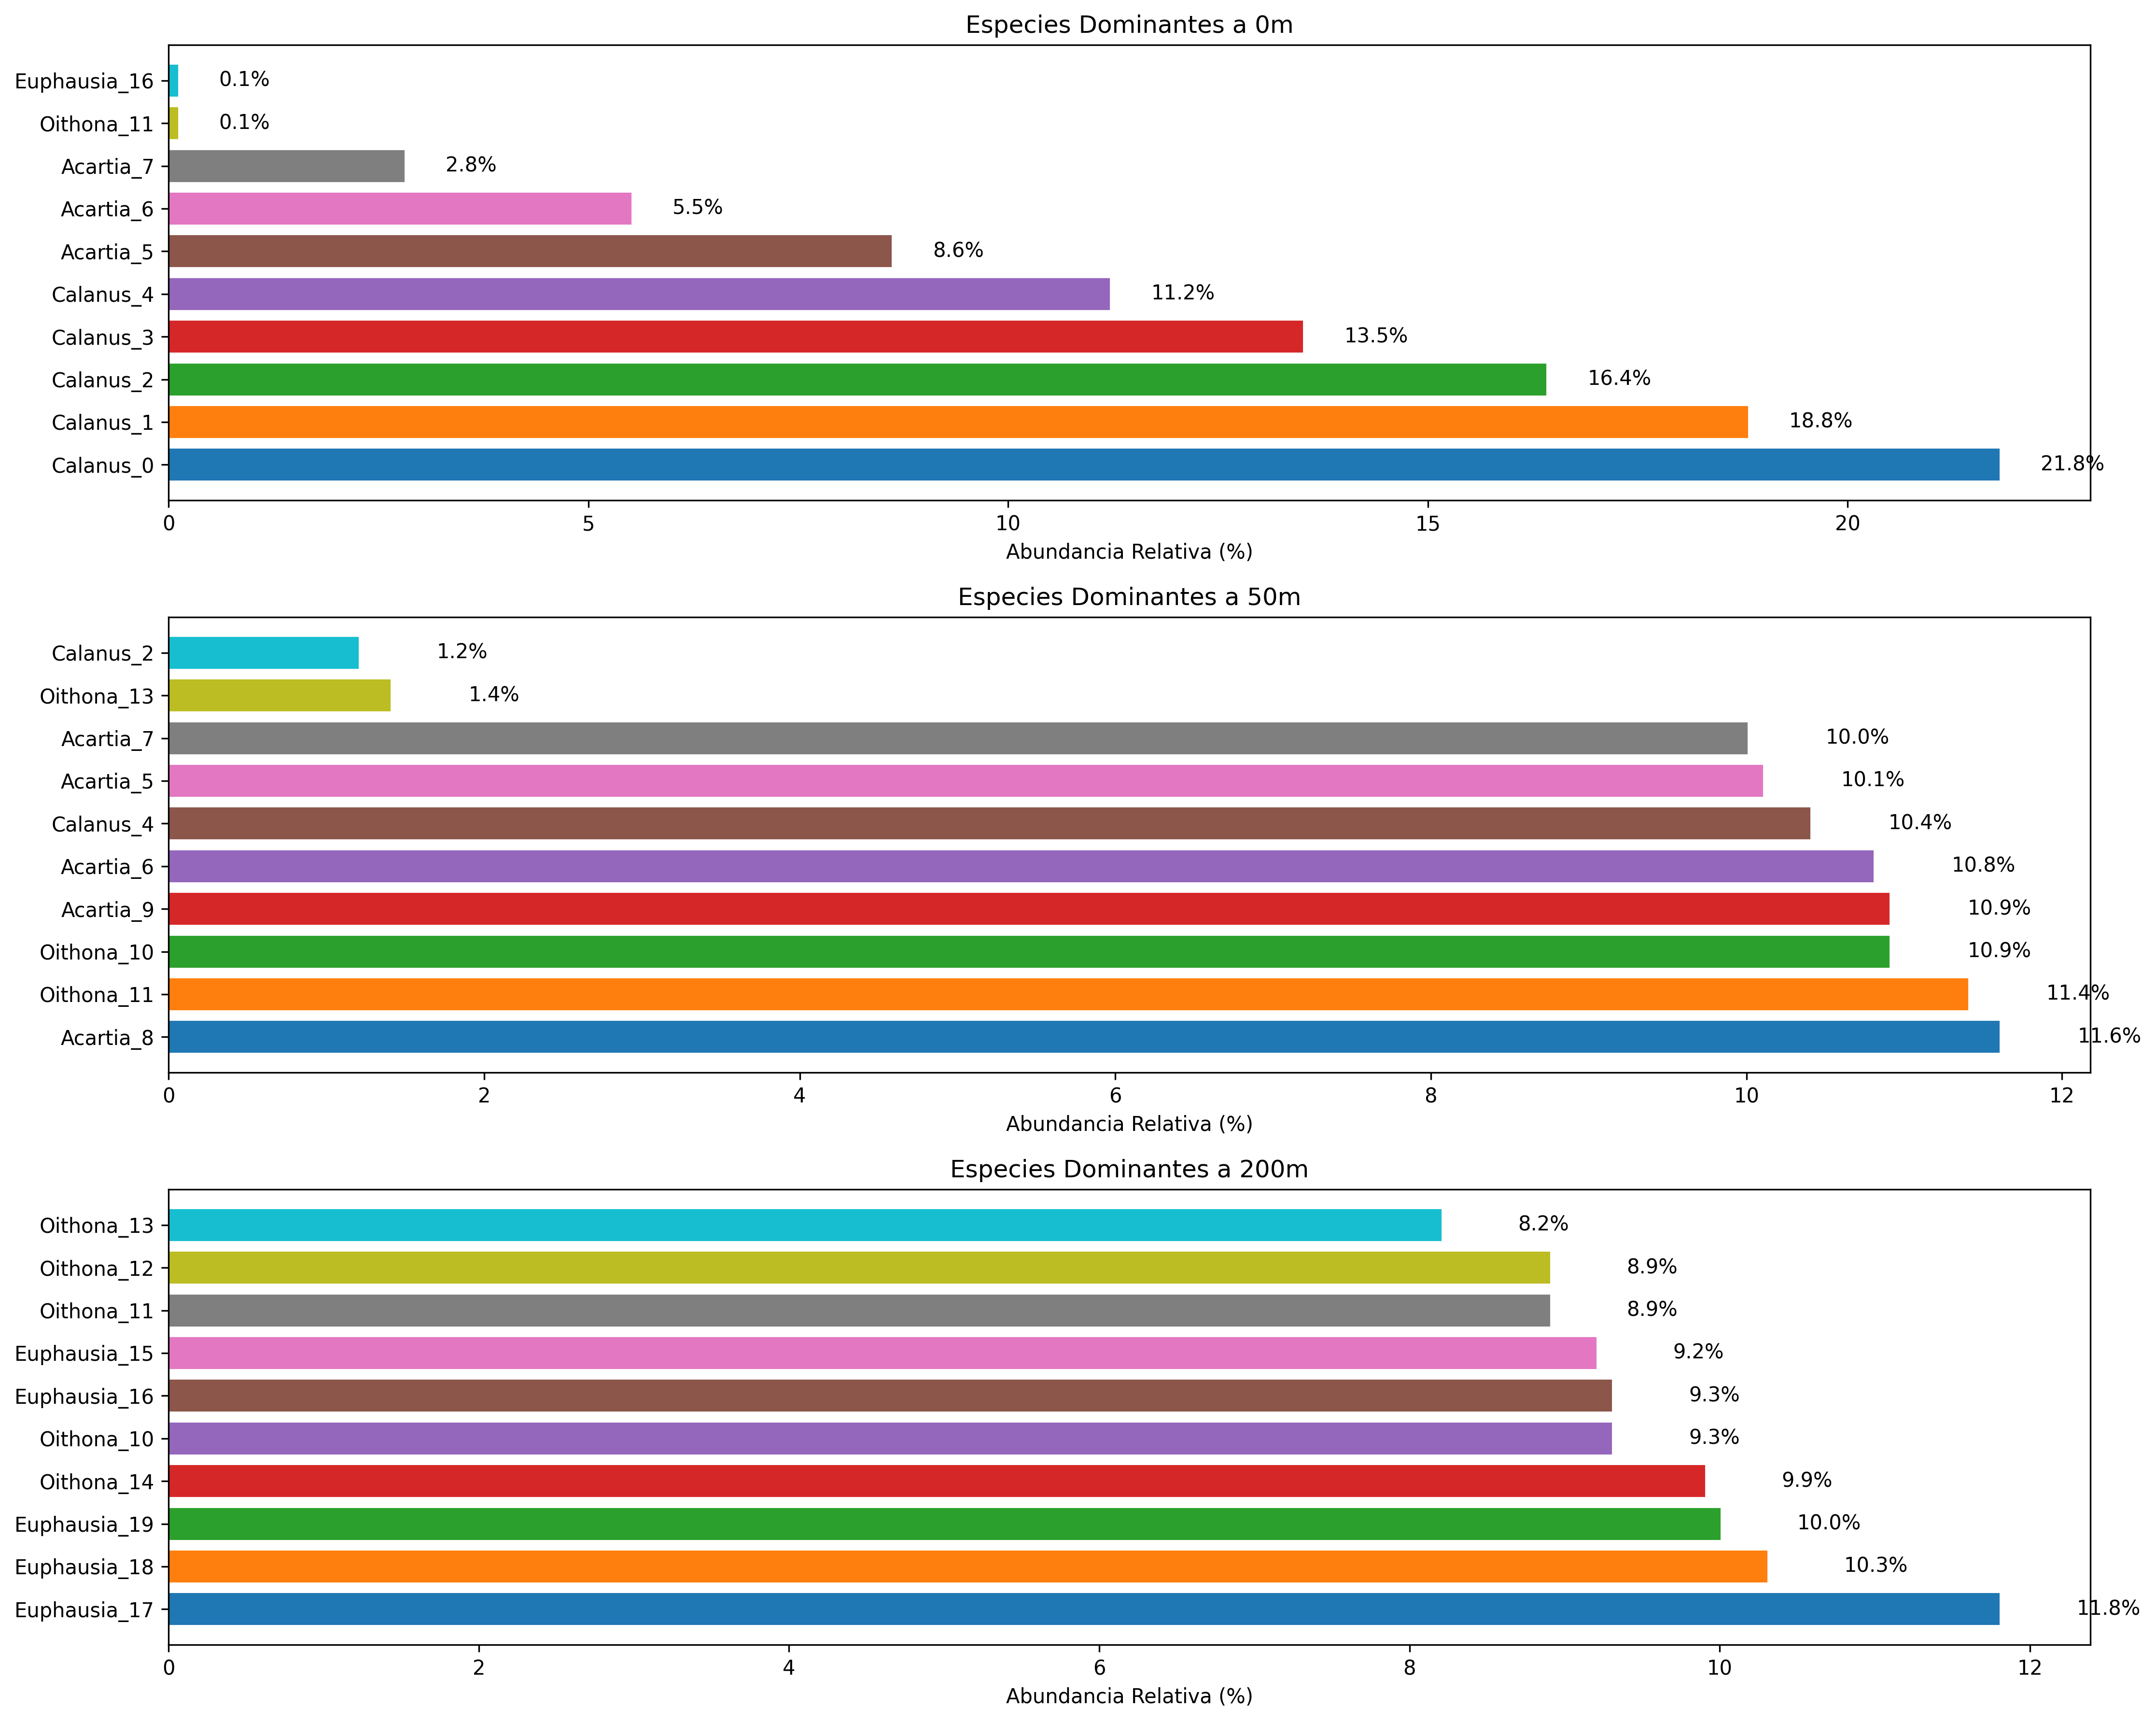 Especies Dominantes a 0m
Euphausia_16 0.1%
Oithona_11 0.1%
Acartia_7 2.8%
Acartia_6 5.5%
Acartia_5 8.6%
Calanus_4 11.2%
Calanus_3 13.5%
Calanus_2 16.4%
Calanus_1 18.8%
Calanus_0 21.8%
0 5 10 15 20
Abundancia Relativa (%)
Especies Dominantes a 50m
Calanus_2 1.2%
Oithona_13 1.4%
Acartia_7 10.0%
Acartia_5 10.1%
Calanus_4 10.4%
Acartia_6 10.8%
Acartia_9 10.9%
Oithona_10 10.9%
Oithona_11 11.4%
Acartia_8 11.6%
0 2 4 6 8 10 12
Abundancia Relativa (%)
Especies Dominantes a 200m
Oithona_13 8.2%
Oithona_12 8.9%
Oithona_11 8.9%
Euphausia_15 9.2%
Euphausia_16 9.3%
Oithona_10 9.3%
Oithona_14 9.9%
Euphausia_19 10.0%
Euphausia_18 10.3%
Euphausia_17 11.8%
0 2 4 6 8 10 12
Abundancia Relativa (%)